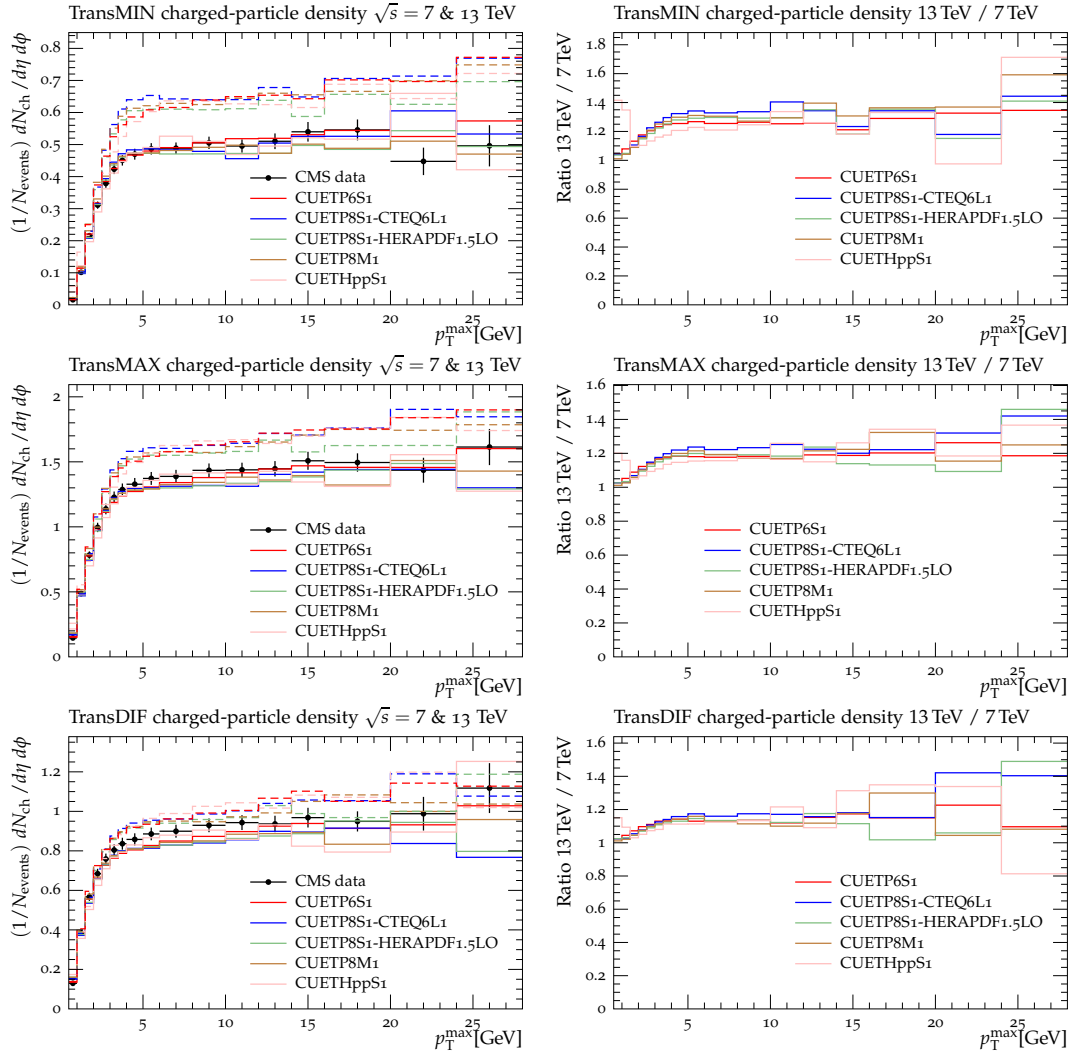 TransMIN charged-particle density √s = 7 & 13 TeV
(1/N_events) dN_ch/dη dϕ
0.8
0.7
0.6
0.5
0.4
0.3
0.2
0.1
0
CMS data
CUETP6S1
CUETP8S1-CTEQ6L1
CUETP8S1-HERAPDF1.5LO
CUETP8M1
CUETHppS1
5 10 15 20 25
p_T^max[GeV]
TransMIN charged-particle density 13 TeV / 7 TeV
Ratio 13 TeV / 7 TeV
1.8
1.6
1.4
1.2
1
0.8
0.6
0.4
0.2
0
CUETP6S1
CUETP8S1-CTEQ6L1
CUETP8S1-HERAPDF1.5LO
CUETP8M1
CUETHppS1
5 10 15 20 25
p_T^max[GeV]
TransMAX charged-particle density √s = 7 & 13 TeV
(1/N_events) dN_ch/dη dϕ
2
1.5
1
0.5
0
CMS data
CUETP6S1
CUETP8S1-CTEQ6L1
CUETP8S1-HERAPDF1.5LO
CUETP8M1
CUETHppS1
5 10 15 20 25
p_T^max[GeV]
TransMAX charged-particle density 13 TeV / 7 TeV
Ratio 13 TeV / 7 TeV
1.6
1.4
1.2
1
0.8
0.6
0.4
0.2
0
CUETP6S1
CUETP8S1-CTEQ6L1
CUETP8S1-HERAPDF1.5LO
CUETP8M1
CUETHppS1
5 10 15 20 25
p_T^max[GeV]
TransDIF charged-particle density √s = 7 & 13 TeV
(1/N_events) dN_ch/dη dϕ
1.2
1
0.8
0.6
0.4
0.2
0
CMS data
CUETP6S1
CUETP8S1-CTEQ6L1
CUETP8S1-HERAPDF1.5LO
CUETP8M1
CUETHppS1
5 10 15 20 25
p_T^max[GeV]
TransDIF charged-particle density 13 TeV / 7 TeV
Ratio 13 TeV / 7 TeV
1.6
1.4
1.2
1
0.8
0.6
0.4
0.2
0
CUETP6S1
CUETP8S1-CTEQ6L1
CUETP8S1-HERAPDF1.5LO
CUETP8M1
CUETHppS1
5 10 15 20 25
p_T^max[GeV]